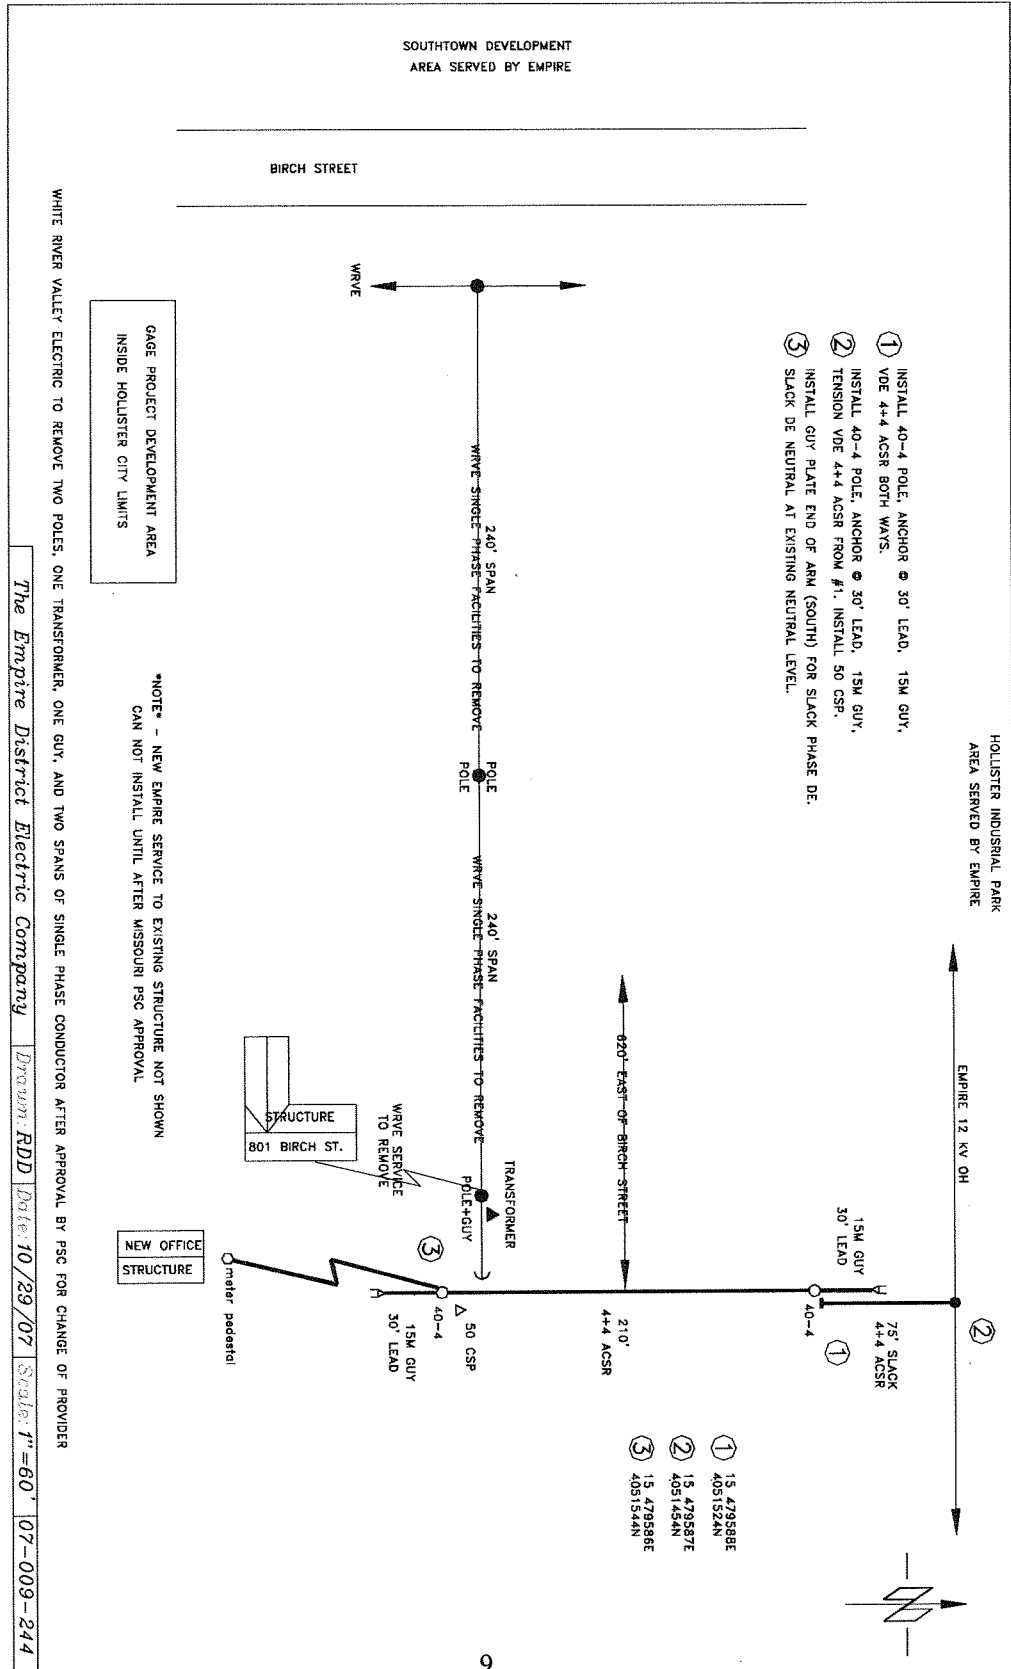 SOUTHTOWN DEVELOPMENT
AREA SERVED BY EMPIRE
BIRCH STREET
HOLLISTER INDUSRIAL PARK
AREA SERVED BY EMPIRE
EMPIRE 12 KV OH
1 INSTALL 40-4 POLE, ANCHOR @ 30' LEAD, 15M GUY,
VDE 4+4 ACSR BOTH WAYS.
2 INSTALL 40-4 POLE, ANCHOR @ 30' LEAD, 15M GUY,
TENSION VDE 4+4 ACSR FROM #1. INSTALL 50 CSP.
3 INSTALL GUY PLATE END OF ARM (SOUTH) FOR SLACK PHASE DE.
SLACK DE NEUTRAL AT EXISTING NEUTRAL LEVEL.
2
75' SLACK
4+4 ACSR
15M GUY
30' LEAD
40-4
1
820' EAST OF BIRCH STREET
210'
4+4 ACSR
1 15 479588E
4051524N
2 15 479587E
4051454N
3 15 479586E
4051544N
WRVE
240' SPAN
WRVE SINGLE PHASE FACILITIES TO REMOVE
POLE
POLE
240' SPAN
WRVE SINGLE PHASE FACILITIES TO REMOVE
TRANSFORMER
POLE+GUY
WRVE SERVICE
TO REMOVE
3
50 CSP
40-4
15M GUY
30' LEAD
STRUCTURE
801 BIRCH ST.
meter pedestal
NEW OFFICE
STRUCTURE
GAGE PROJECT DEVELOPMENT AREA
INSIDE HOLLISTER CITY LIMITS
*NOTE* - NEW EMPIRE SERVICE TO EXISTING STRUCTURE NOT SHOWN
CAN NOT INSTALL UNTIL AFTER MISSOURI PSC APPROVAL
WHITE RIVER VALLEY ELECTRIC TO REMOVE TWO POLES, ONE TRANSFORMER, ONE GUY, AND TWO SPANS OF SINGLE PHASE CONDUCTOR AFTER APPROVAL BY PSC FOR CHANGE OF PROVIDER
The Empire District Electric Company Drawn: RDD Date: 10/29/07 Scale: 1"=60' 07-009-244
9